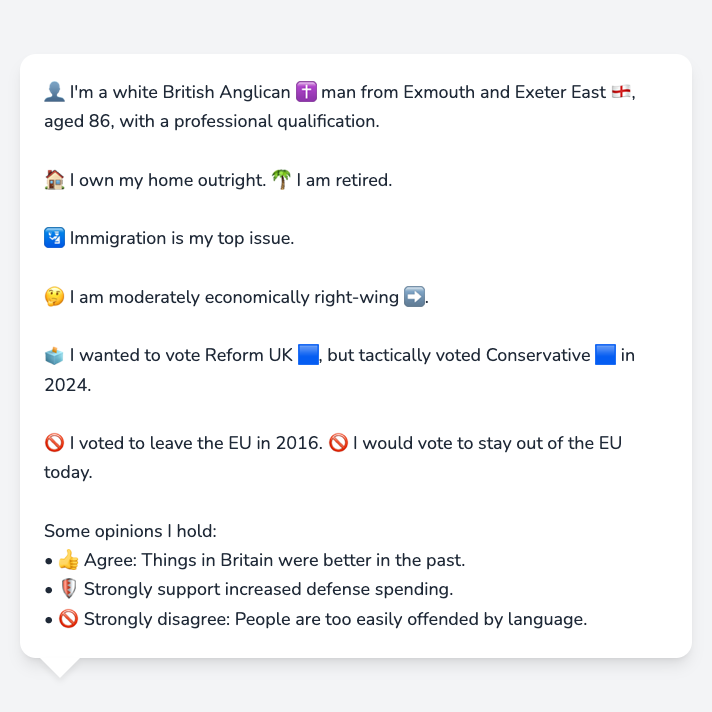 👤 I'm a white British Anglican ✝️ man from Exmouth and Exeter East 🏴󠁧󠁢󠁥󠁮󠁧󠁿,
aged 86, with a professional qualification.
🏠 I own my home outright. 🌴 I am retired.
🛂 Immigration is my top issue.
🤔 I am moderately economically right-wing ➡️.
🗳️ I wanted to vote Reform UK 🟦, but tactically voted Conservative 🟦 in
2024.
🚫 I voted to leave the EU in 2016. 🚫 I would vote to stay out of the EU
today.
Some opinions I hold:
• 👍 Agree: Things in Britain were better in the past.
• 🛡️ Strongly support increased defense spending.
• 🚫 Strongly disagree: People are too easily offended by language.